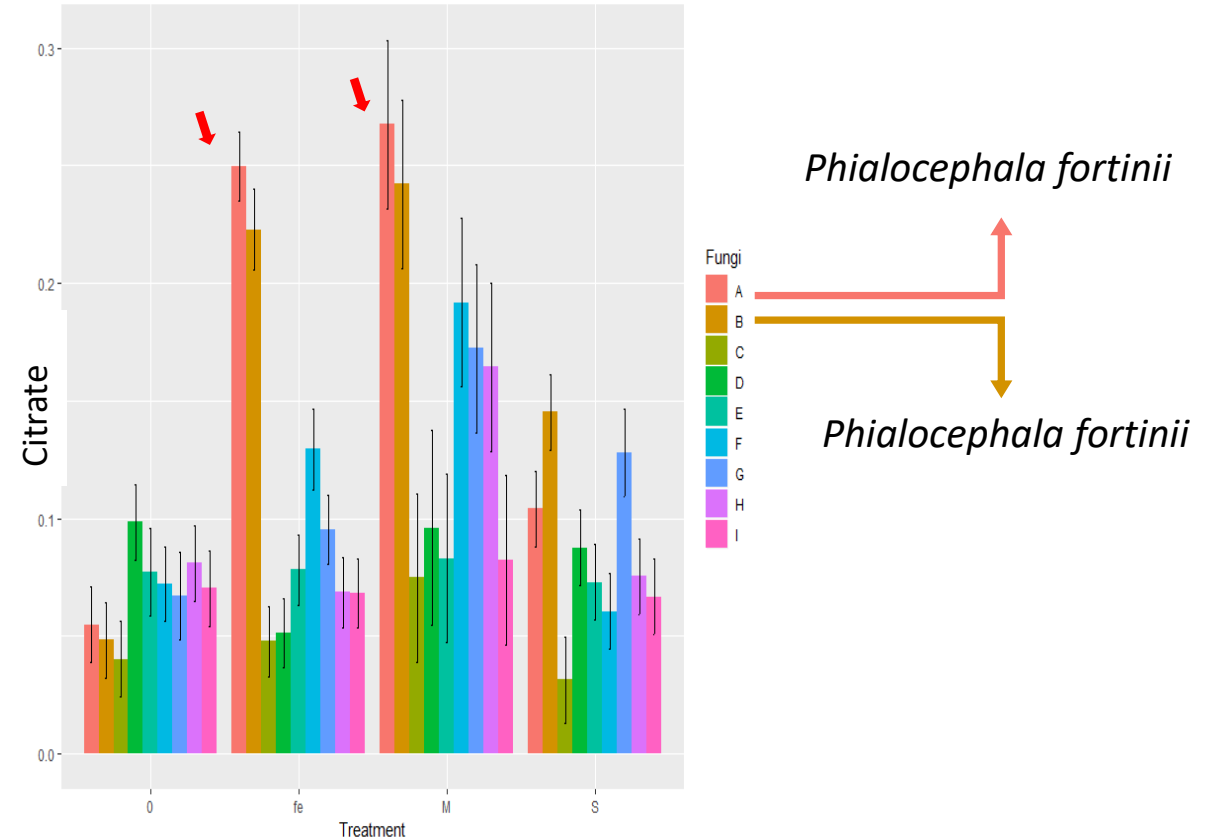 0.3
0.2
0.1
0.0
Citrate
0
fe
M
S
Treatment
Fungi
A
B
C
D
E
F
G
H
I
Phialocephala fortinii
Phialocephala fortinii